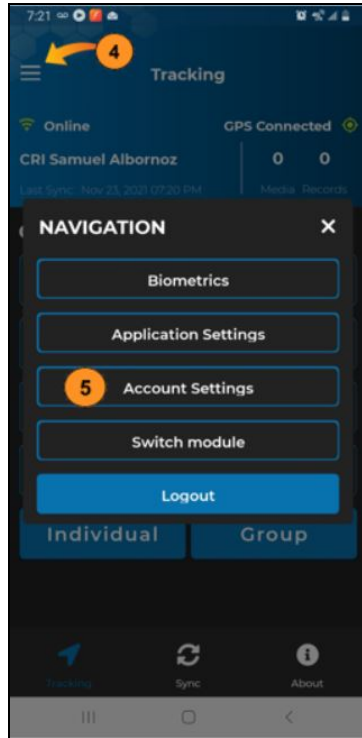 7:21
4
Tracking
Online GPS Connected
CRI Samuel Albornoz 0 0
Last Sync: Nov 23, 2021 07:20 PM Media Records
NAVIGATION ×
Biometrics
Application Settings
5 Account Settings
Switch module
Logout
Individual Group
Tracking Sync About